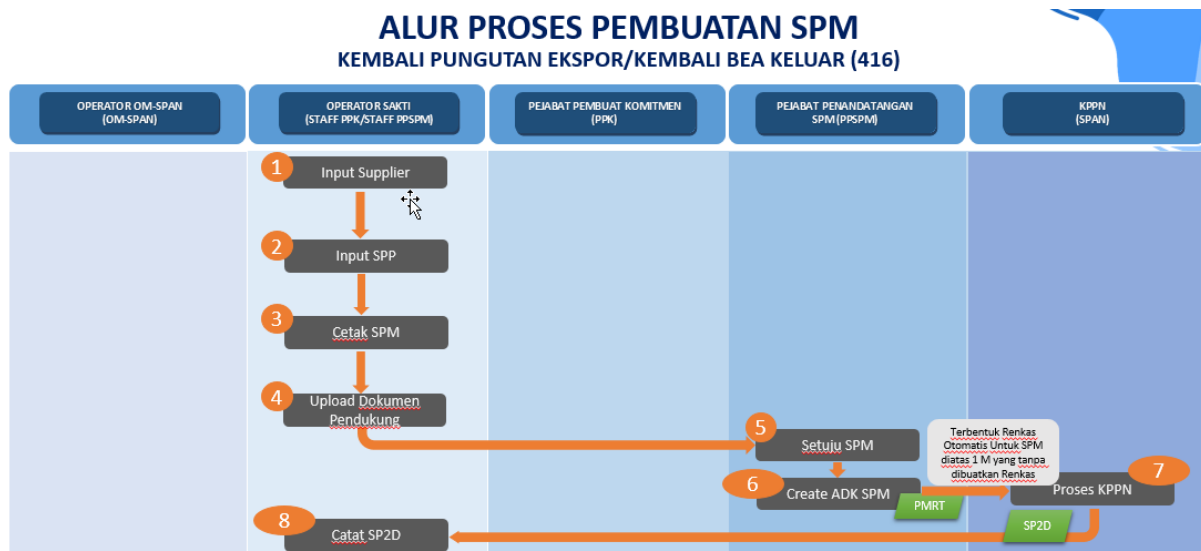 ALUR PROSES PEMBUATAN SPM
KEMBALI PUNGUTAN EKSPOR/KEMBALI BEA KELUAR (416)
OPERATOR OM-SPAN
(OM-SPAN)
OPERATOR SAKTI
(STAFF PPK/STAFF PPSPM)
PEJABAT PEMBUAT KOMITMEN
(PPK)
PEJABAT PENANDATANGAN
SPM (PPSPM)
KPPN
(SPAN)
1
Input Supplier
2
Input SPP
3
Cetak SPM
4
Upload Dokumen
Pendukung
5
Setuju SPM
6
Create ADK SPM
PMRT
Terbentuk Renkas
Otomatis Untuk SPM
diatas 1 M yang tanpa
dibuatkan Renkas
7
Proses KPPN
SP2D
8
Catat SP2D